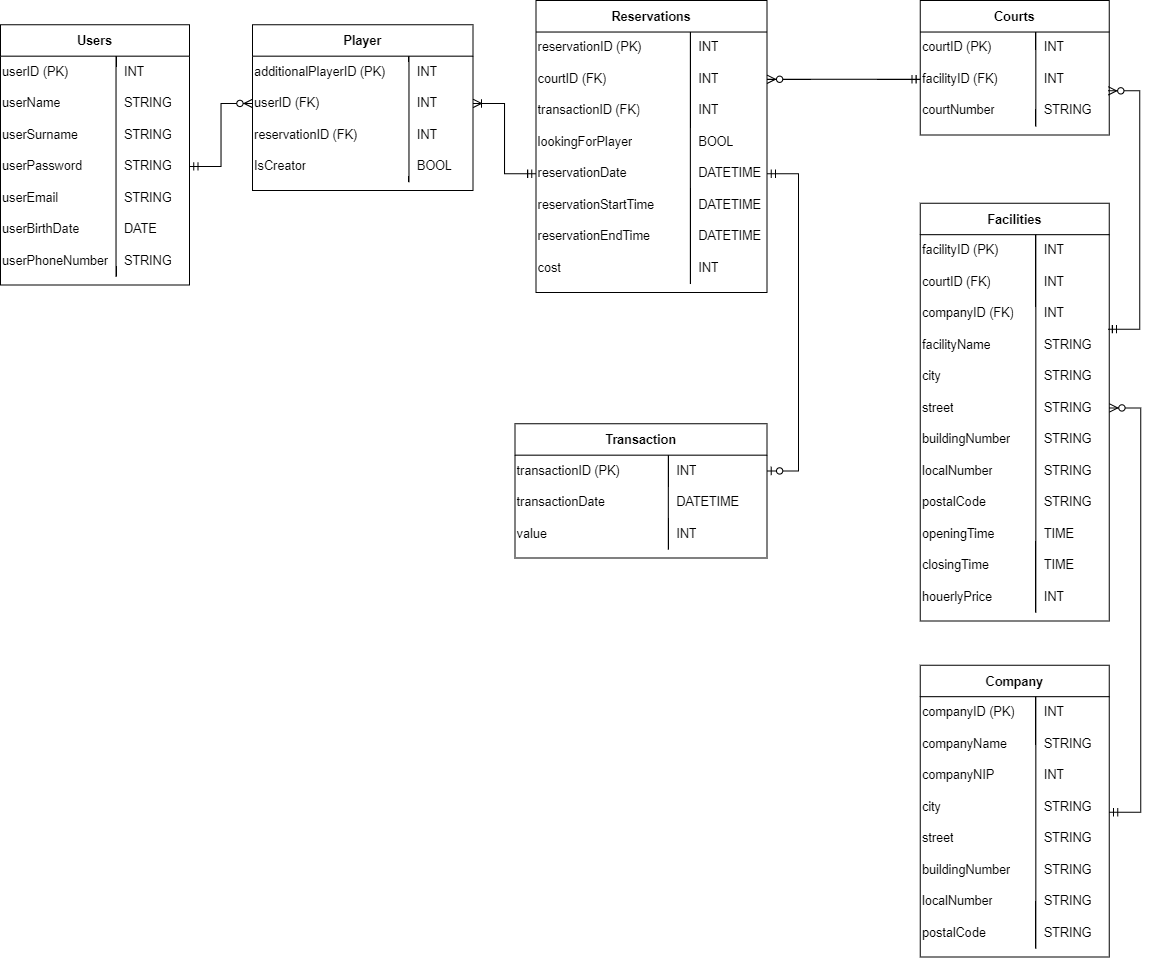 Users
userID (PK) INT
userName STRING
userSurname STRING
userPassword STRING
userEmail STRING
userBirthDate DATE
userPhoneNumber STRING
Player
additionalPlayerID (PK) INT
userID (FK) INT
reservationID (FK) INT
IsCreator BOOL
Reservations
reservationID (PK) INT
courtID (FK) INT
transactionID (FK) INT
lookingForPlayer BOOL
reservationDate DATETIME
reservationStartTime DATETIME
reservationEndTime DATETIME
cost INT
Courts
courtID (PK) INT
facilityID (FK) INT
courtNumber STRING
Facilities
facilityID (PK) INT
courtID (FK) INT
companyID (FK) INT
facilityName STRING
city STRING
street STRING
buildingNumber STRING
localNumber STRING
postalCode STRING
openingTime TIME
closingTime TIME
houerlyPrice INT
Transaction
transactionID (PK) INT
transactionDate DATETIME
value INT
Company
companyID (PK) INT
companyName STRING
companyNIP INT
city STRING
street STRING
buildingNumber STRING
localNumber STRING
postalCode STRING